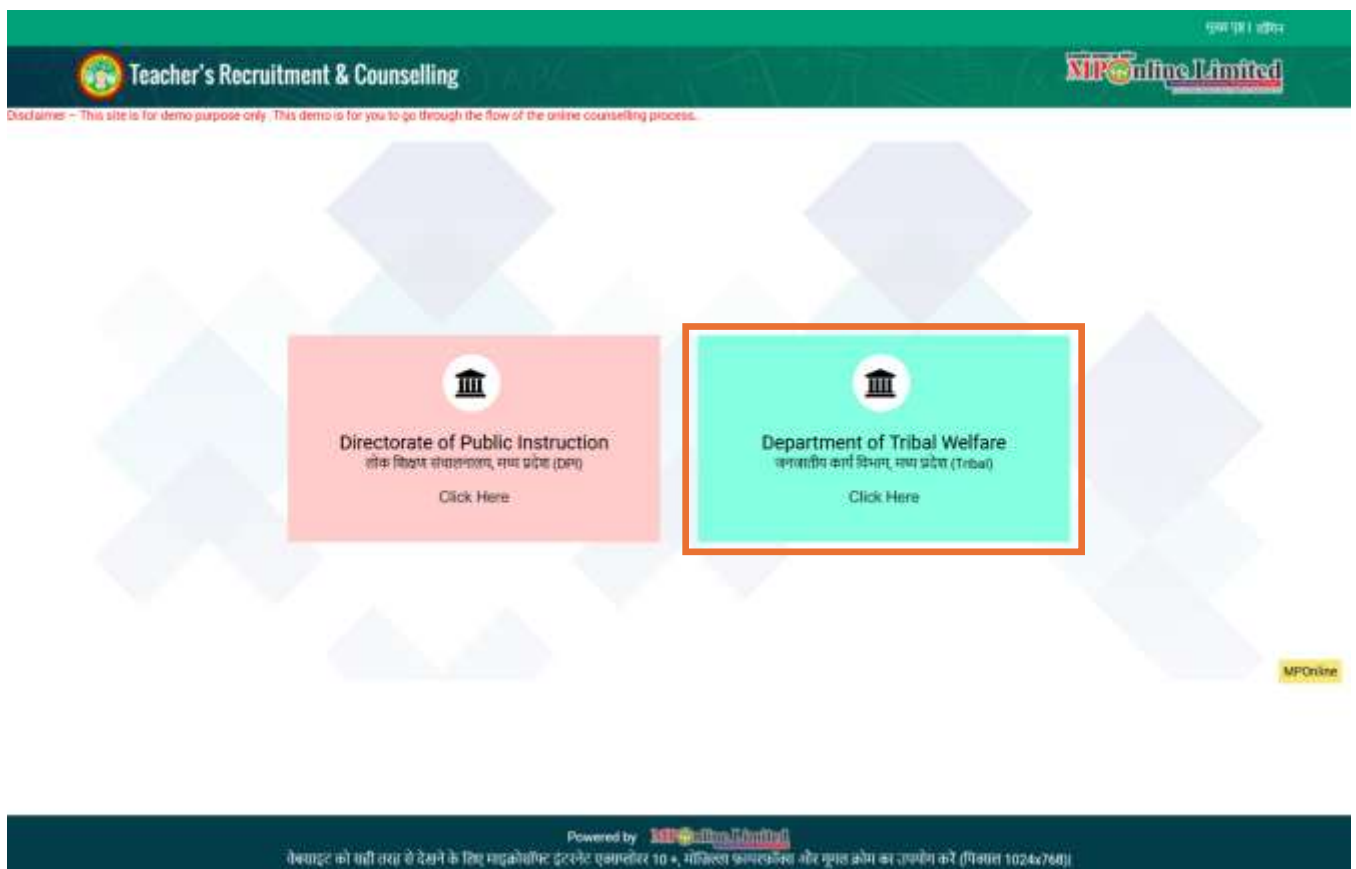 मुख्य पृष्ठ | लॉगिन
Teacher's Recruitment & Counselling
MPOnline Limited
Disclaimer – This site is for demo purpose only. This demo is for you to go through the flow of the online counselling process.
Directorate of Public Instruction
लोक शिक्षण संचालनालय, मध्य प्रदेश (DPI)
Click Here
Department of Tribal Welfare
जनजातीय कार्य विभाग, मध्य प्रदेश (Tribal)
Click Here
MPOnline
Powered by MPOnline Limited
वेबसाइट को सही तरह से देखने के लिए माइक्रोसॉफ्ट इंटरनेट एक्सप्लोरर 10 +, मॉज़िल्ला फ़ायरफ़ॉक्स और गूगल क्रोम का उपयोग करें (पिक्सल 1024x768)|